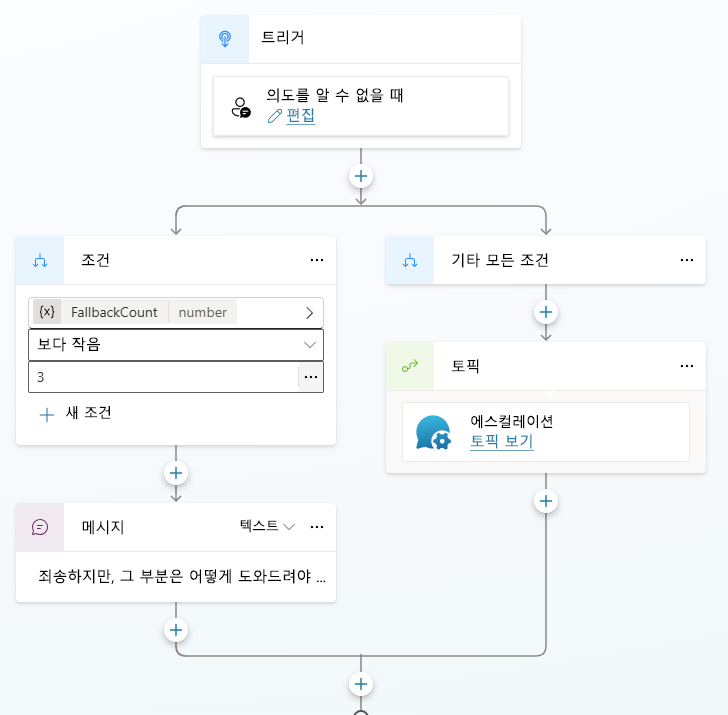 트리거
의도를 알 수 없을 때
편집
조건
기타 모든 조건
{x} FallbackCount number
보다 작음
3
새 조건
토픽
에스컬레이션
토픽 보기
메시지 텍스트
죄송하지만, 그 부분은 어떻게 도와드려야 ...